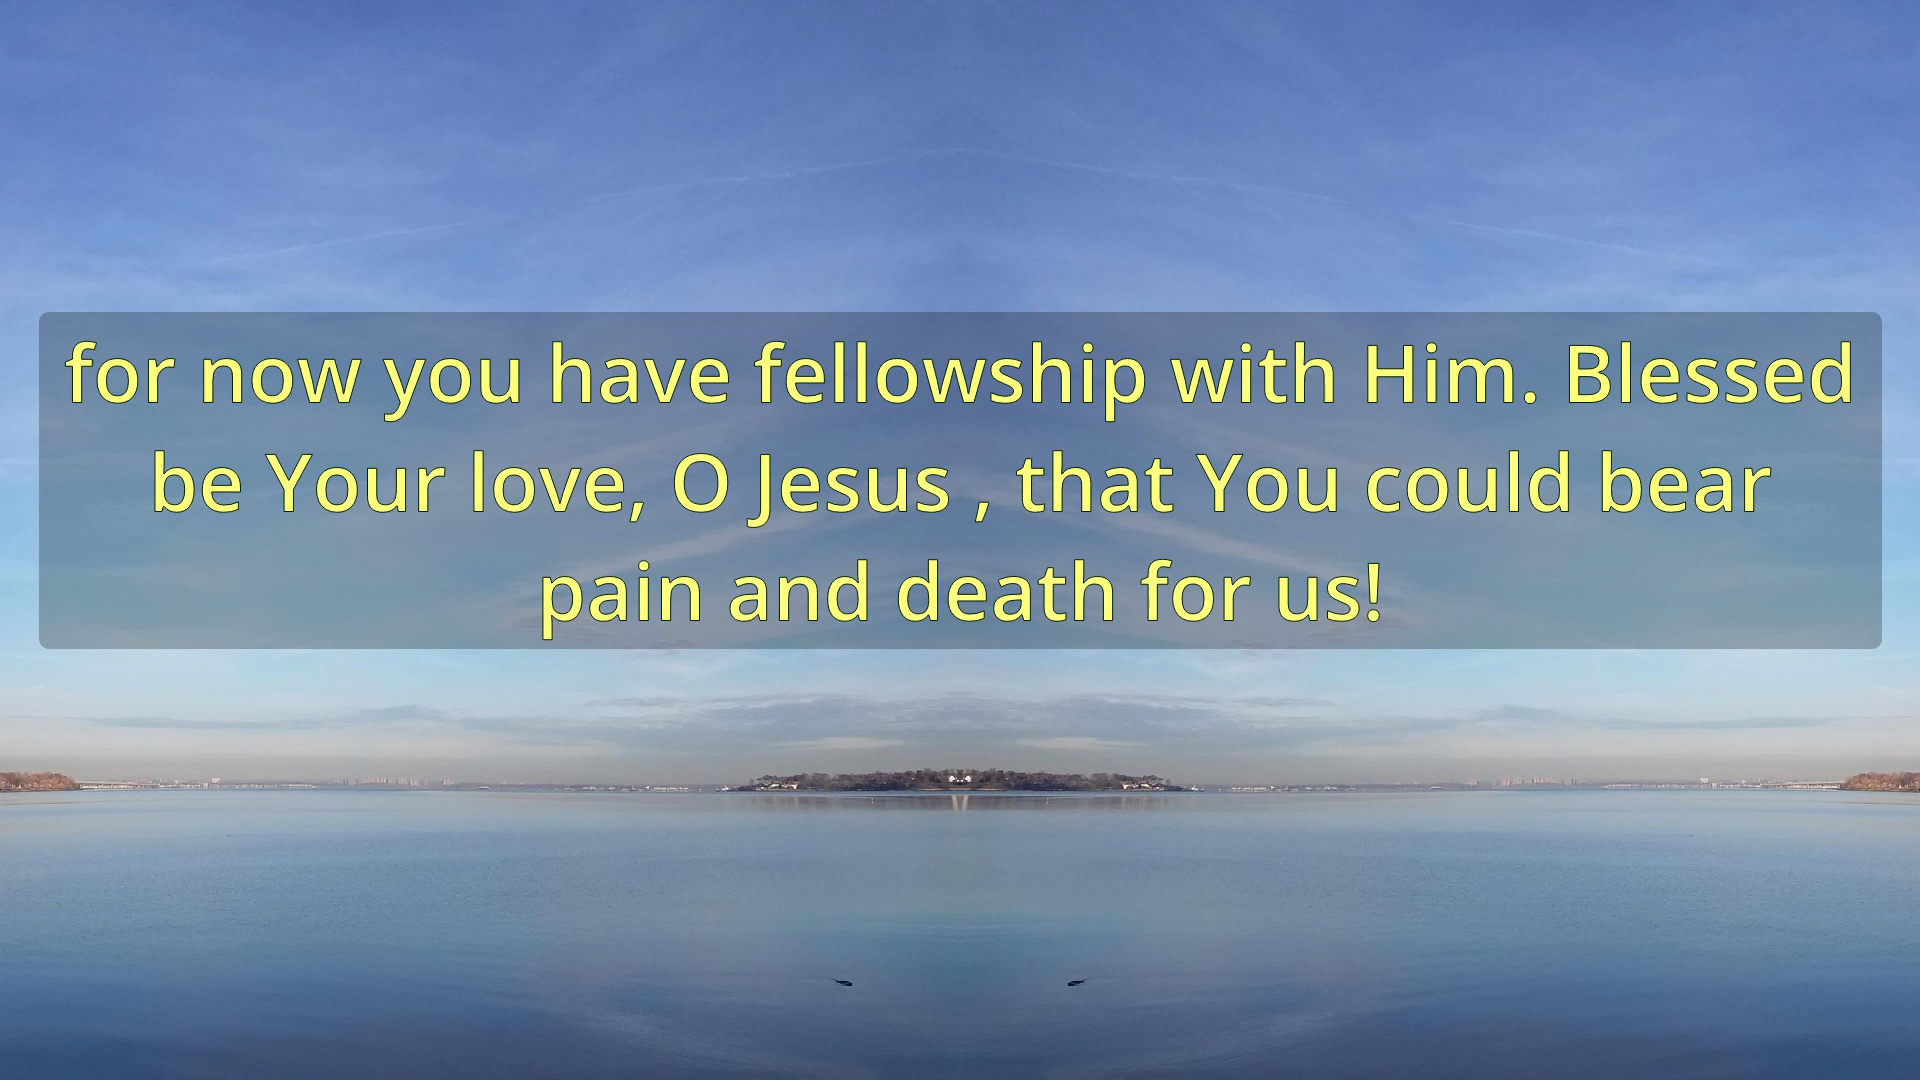 for now you have fellowship with Him. Blessed
be Your love, O Jesus , that You could bear
pain and death for us!